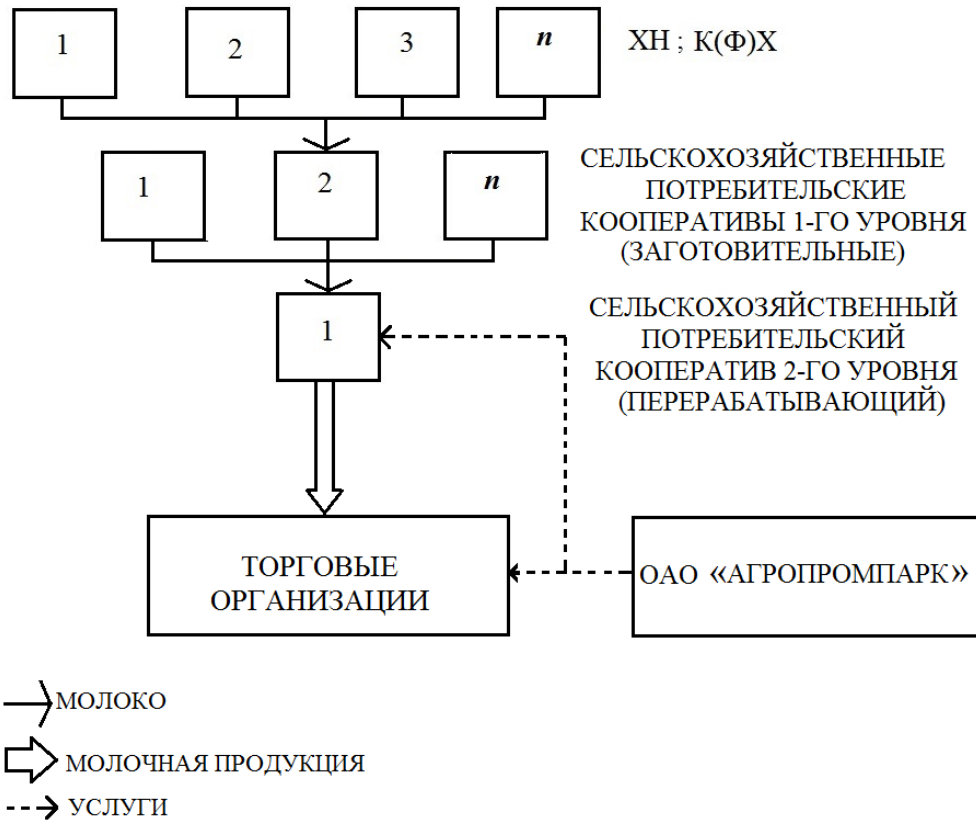 1 2 3 n ХН ; К(Ф)Х
1 2 n
СЕЛЬСКОХОЗЯЙСТВЕННЫЕ
ПОТРЕБИТЕЛЬСКИЕ
КООПЕРАТИВЫ 1-ГО УРОВНЯ
(ЗАГОТОВИТЕЛЬНЫЕ)
1
СЕЛЬСКОХОЗЯЙСТВЕННЫЙ
ПОТРЕБИТЕЛЬСКИЙ
КООПЕРАТИВ 2-ГО УРОВНЯ
(ПЕРЕРАБАТЫВАЮЩИЙ)
ТОРГОВЫЕ
ОРГАНИЗАЦИИ
ОАО «АГРОПРОМПАРК»
МОЛОКО
МОЛОЧНАЯ ПРОДУКЦИЯ
УСЛУГИ